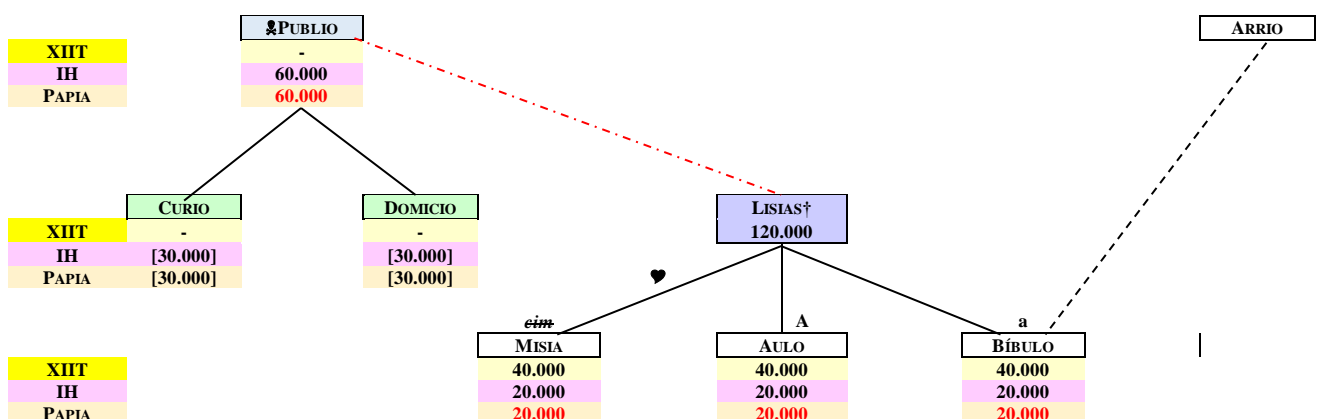 ☠PUBLIO ARRIO
XIIT -
IH 60.000
PAPIA 60.000
CURIO DOMICIO LISIAS†
XIIT - - 120.000
IH [30.000] [30.000]
PAPIA [30.000] [30.000]
cim A a
MISIA AULO BÍBULO
XIIT 40.000 40.000 40.000
IH 20.000 20.000 20.000
PAPIA 20.000 20.000 20.000